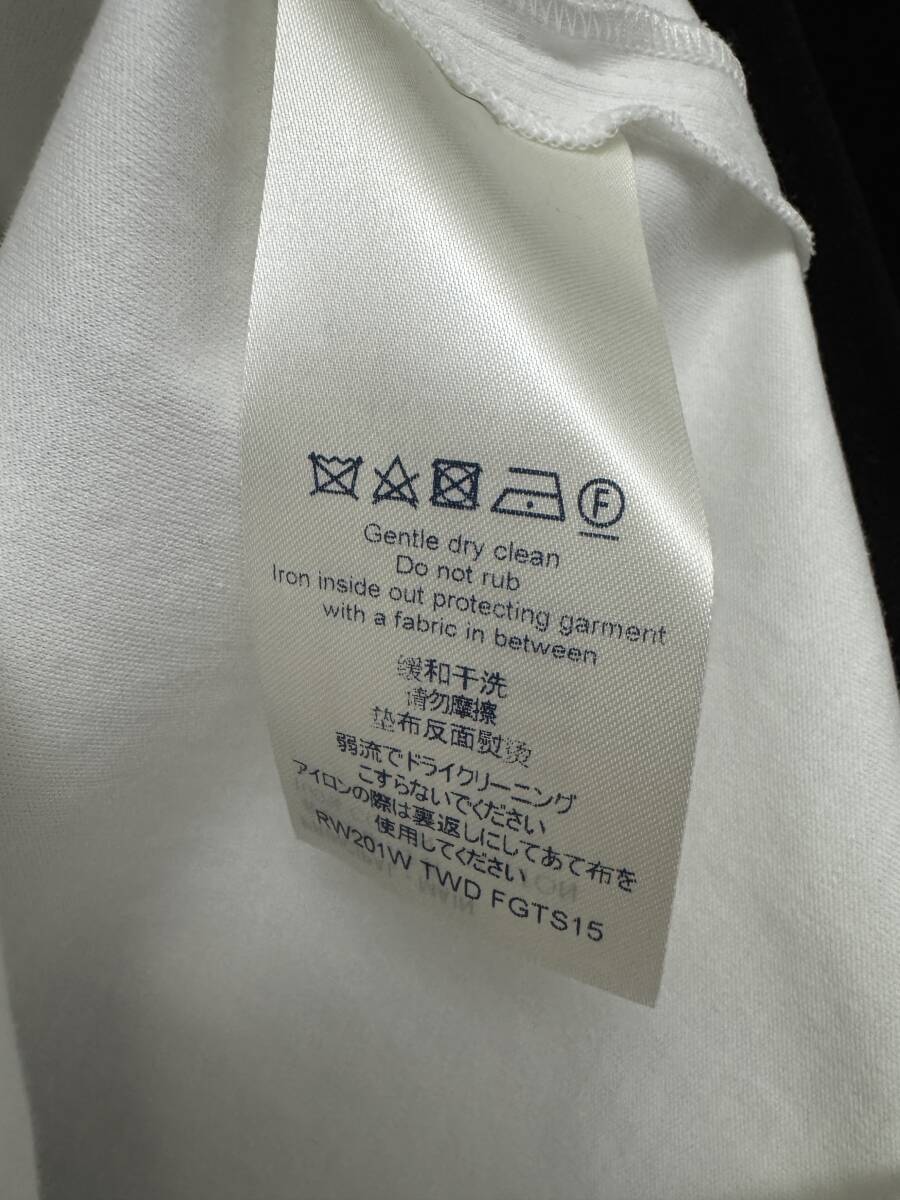 F
Gentle dry clean
Do not rub
Iron inside out protecting garment
with a fabric in between
缓和干洗
请勿摩擦
垫布反面熨烫
弱流でドライクリーニング
こすらないでください
アイロンの際は裏返しにしてあて布を
使用してください
RW201W TWD FGTS15